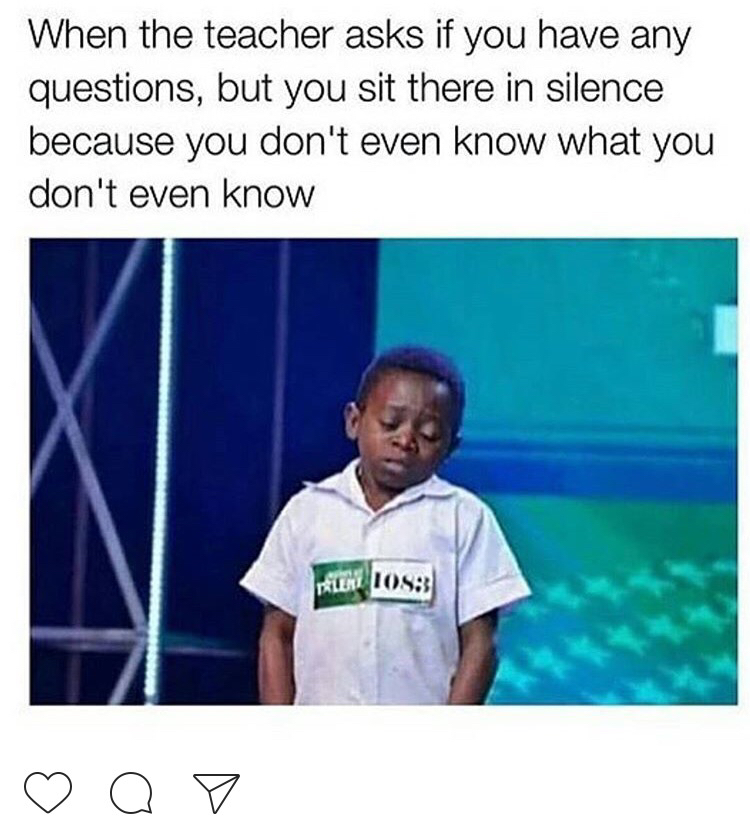 When the teacher asks if you have any
questions, but you sit there in silence
because you don't even know what you
don't even know
TALENT 1083